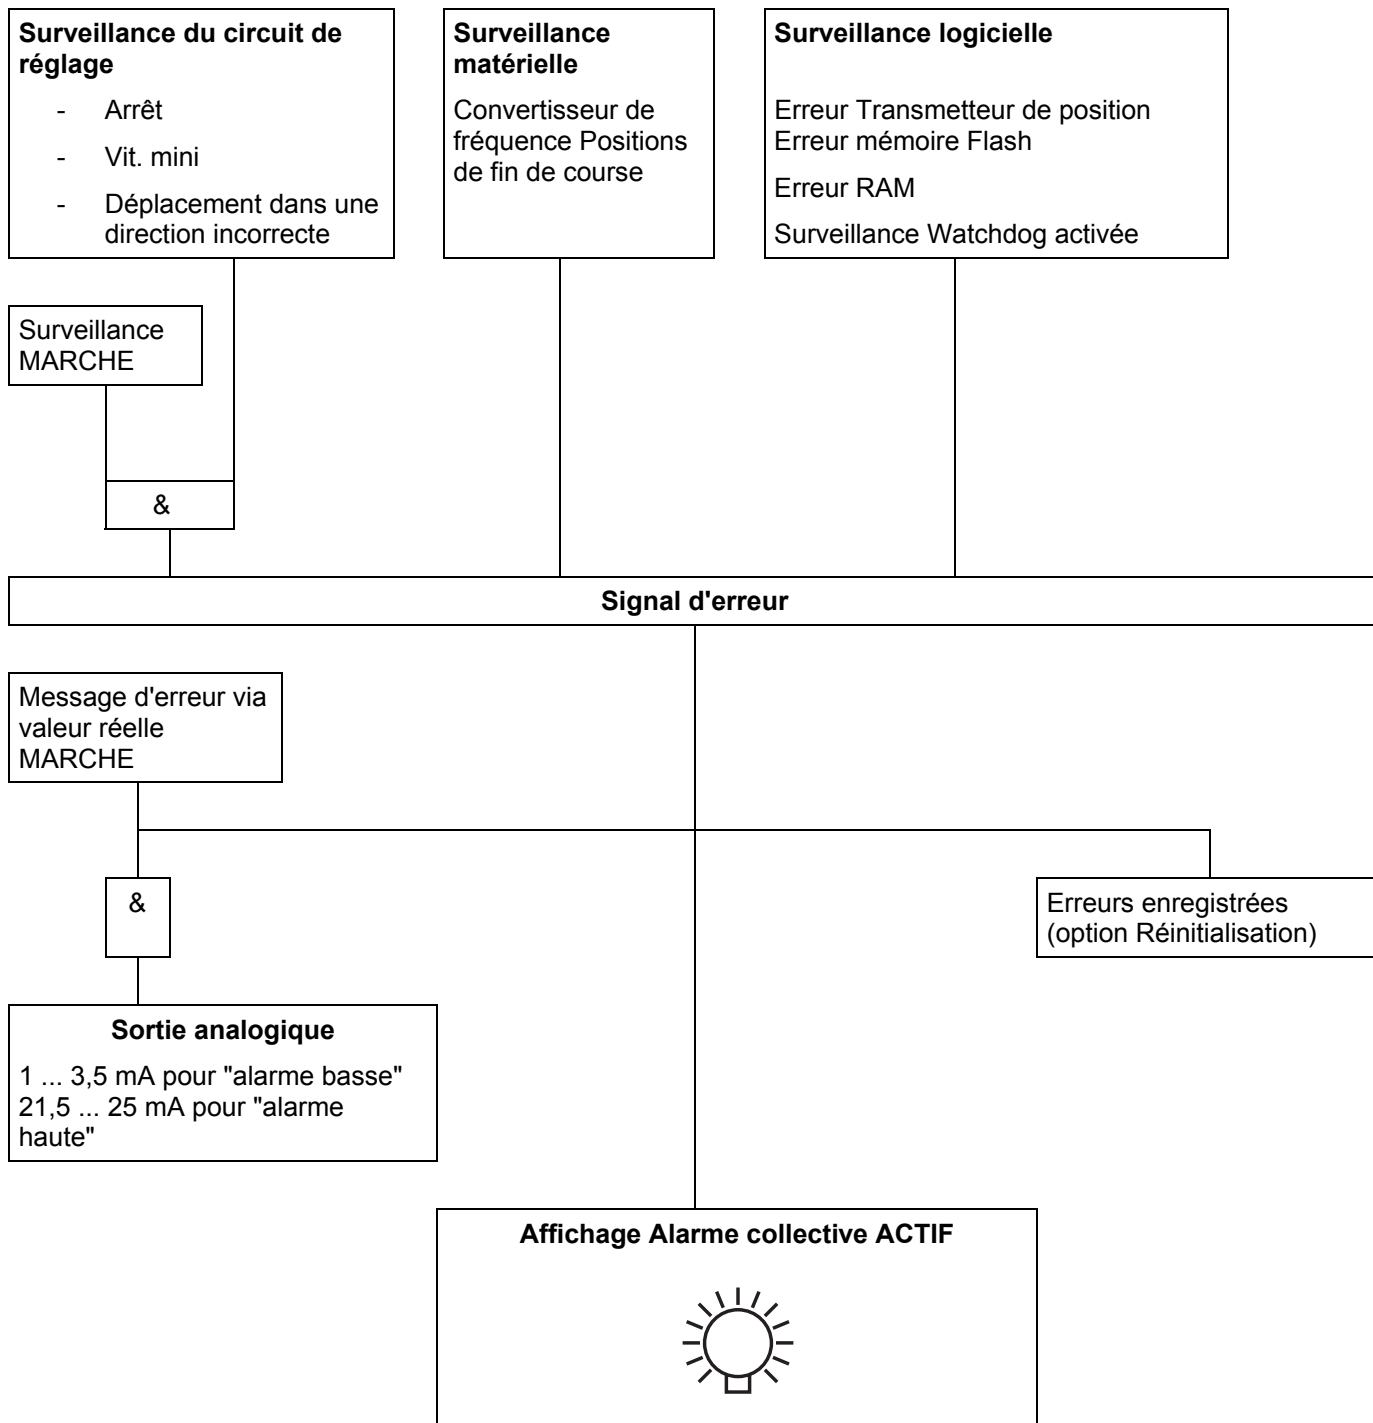 Surveillance du circuit de
réglage
- Arrêt
- Vit. mini
- Déplacement dans une
direction incorrecte
Surveillance
matérielle
Convertisseur de
fréquence Positions
de fin de course
Surveillance logicielle
Erreur Transmetteur de position
Erreur mémoire Flash
Erreur RAM
Surveillance Watchdog activée
Surveillance
MARCHE
&
Signal d'erreur
Message d'erreur via
valeur réelle
MARCHE
&
Erreurs enregistrées
(option Réinitialisation)
Sortie analogique
1 ... 3,5 mA pour "alarme basse"
21,5 ... 25 mA pour "alarme
haute"
Affichage Alarme collective ACTIF